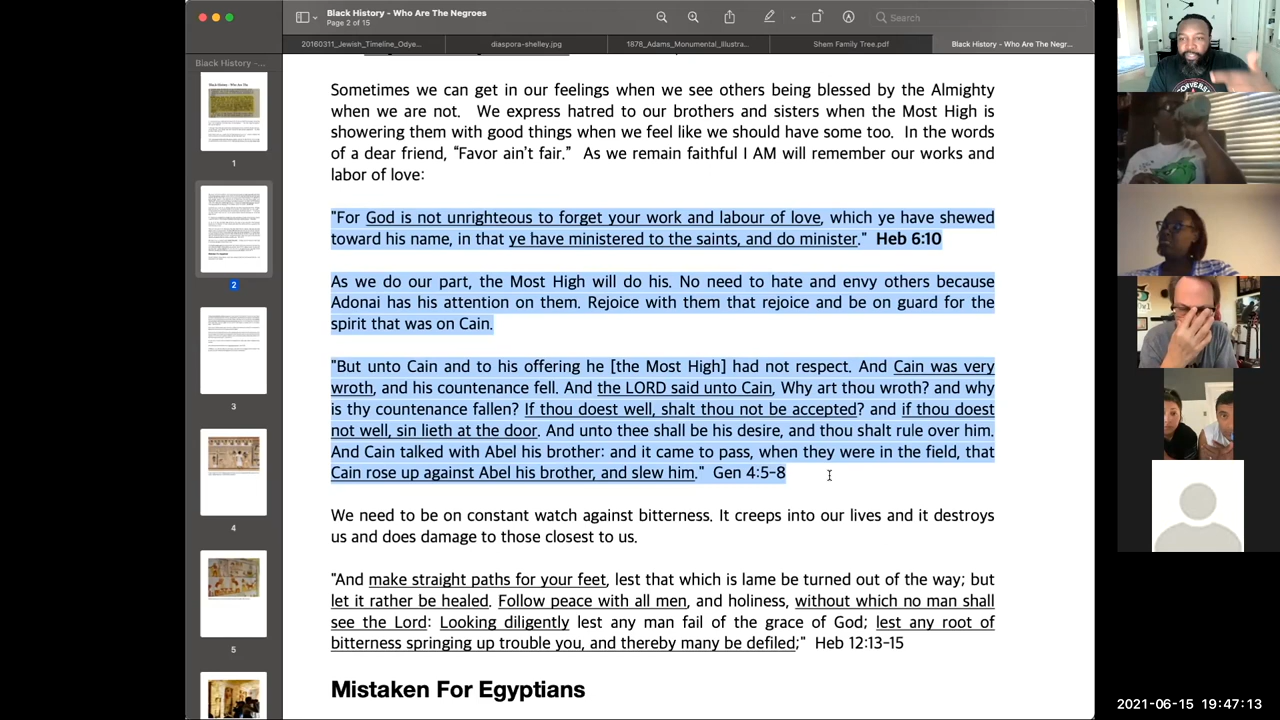 Black History - Who Are The Negroes
Page 2 of 15
Search
20160311_Jewish_Timeline_Odye...
diaspora-shelley.jpg
1878_Adams_Monumental_Illustra...
Shem Family Tree.pdf
Black History - Who Are The Negr...
Black History -...
1
2
3
4
5
Sometimes we can get in our feelings when we see others being blessed by the Almighty
when we are not. We express hatred to our brothers and sisters when the Most High is
showering them with good things when we feel like we should have some too. In the words
of a dear friend, “Favor ain’t fair.” As we remain faithful I AM will remember our works and
labor of love:
"For God is not unrighteous to forget your work and labour of love, which ye have shewed
toward his name, in that ye have ministered to the saints, and do minister." Heb 6:10
As we do our part, the Most High will do his. No need to hate and envy others because
Adonai has his attention on them. Rejoice with them that rejoice and be on guard for the
spirit that was on Cain.
"But unto Cain and to his offering he [the Most High] had not respect. And Cain was very
wroth, and his countenance fell. And the LORD said unto Cain, Why art thou wroth? and why
is thy countenance fallen? If thou doest well, shalt thou not be accepted? and if thou doest
not well, sin lieth at the door. And unto thee shall be his desire, and thou shalt rule over him.
And Cain talked with Abel his brother: and it came to pass, when they were in the field, that
Cain rose up against Abel his brother, and slew him." Gen 4:5-8
We need to be on constant watch against bitterness. It creeps into our lives and it destroys
us and does damage to those closest to us.
"And make straight paths for your feet, lest that which is lame be turned out of the way; but
let it rather be healed. Follow peace with all men, and holiness, without which no man shall
see the Lord: Looking diligently lest any man fail of the grace of God; lest any root of
bitterness springing up trouble you, and thereby many be defiled;" Heb 12:13-15
Mistaken For Egyptians
2021-06-15 19:47:13